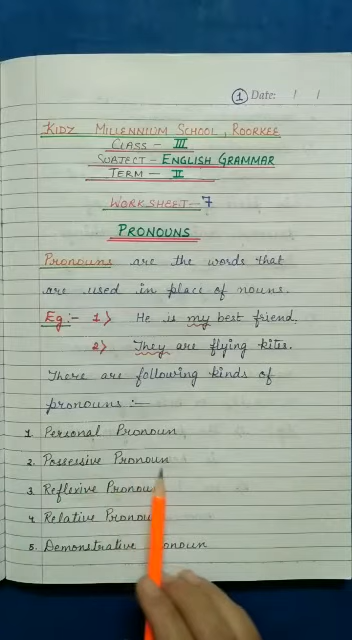 1 Date: / /
KIDZ MILLENNIUM SCHOOL, ROORKEE
CLASS - III
SUBJECT - ENGLISH GRAMMAR
TERM - II
WORKSHEET - 7
PRONOUNS
Pronouns are the words that
are used in place of nouns.
Eg:- 1) He is my best friend.
2) They are flying kites.
There are following kinds of
pronouns :-
1. Personal Pronoun
2. Possessive Pronoun
3. Reflexive Pronoun
4. Relative Pronoun
5. Demonstrative Pronoun